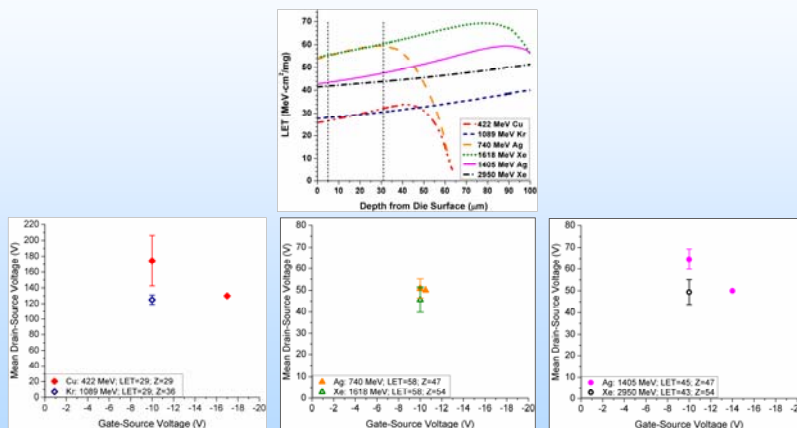 70
60
50
40
30
20
10
0
LET (MeV-cm²/mg)
422 MeV Cu
1089 MeV Kr
740 MeV Ag
1618 MeV Xe
1405 MeV Ag
2950 MeV Xe
0 10 20 30 40 50 60 70 80 90 100
Depth from Die Surface (μm)
220
200
180
160
140
120
100
80
60
40
20
0
Mean Drain-Source Voltage (V)
Cu: 422 MeV; LET=29; Z=29
Kr: 1089 MeV; LET=29; Z=36
0 -2 -4 -6 -8 -10 -12 -14 -16 -18 -20
Gate-Source Voltage (V)
80
70
60
50
40
30
20
10
0
Mean Drain-Source Voltage (V)
Ag: 740 MeV; LET=58; Z=47
Xe: 1618 MeV; LET=58; Z=54
0 -2 -4 -6 -8 -10 -12 -14 -16 -18 -20
Gate-Source Voltage (V)
80
70
60
50
40
30
20
10
0
Mean Drain-Source Voltage (V)
Ag: 1405 MeV; LET=45; Z=47
Xe: 2950 MeV; LET=43; Z=54
0 -2 -4 -6 -8 -10 -12 -14 -16 -18 -20
Gate-Source Voltage (V)